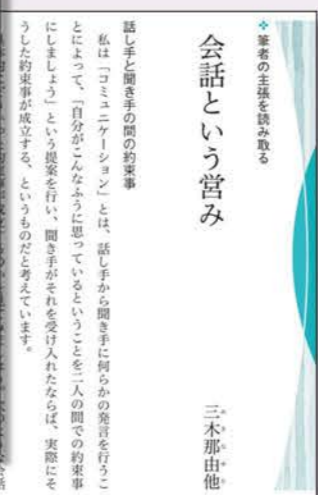 筆者の主張を読み取る
会話という営み
三木那由他
みきなゆた
話し手と聞き手の間の約束事
私は「コミュニケーション」とは、話し手から聞き手に何らかの発言を行うこ
とによって、「自分がこんなふうに思っているということを二人の間での約束事
にしましょう」という提案を行い、聞き手がそれを受け入れたならば、実際にそ
うした約束事が成立する、というものだと考えています。